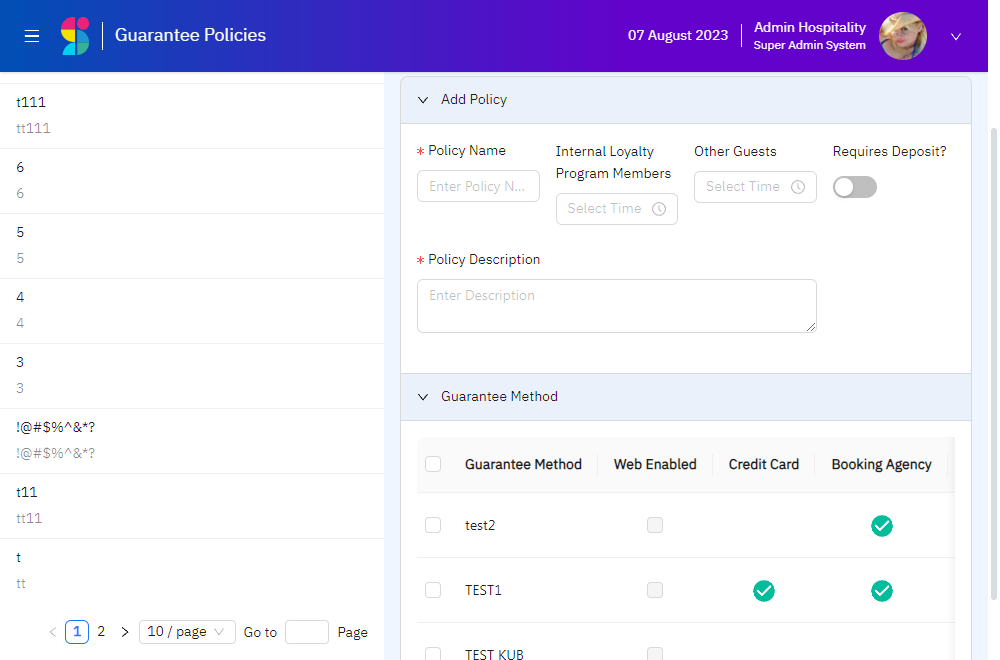 Guarantee Policies
07 August 2023
Admin Hospitality
Super Admin System
t111
tt111
6
6
5
5
4
4
3
3
!@#$%^&*?
!@#$%^&*?
t11
tt11
t
tt
1 2 10 / page Go to Page
Add Policy
* Policy Name
Enter Policy N...
Internal Loyalty
Program Members
Select Time
Other Guests
Select Time
Requires Deposit?
* Policy Description
Enter Description
Guarantee Method
Guarantee Method Web Enabled Credit Card Booking Agency
test2
TEST1
TEST KUB